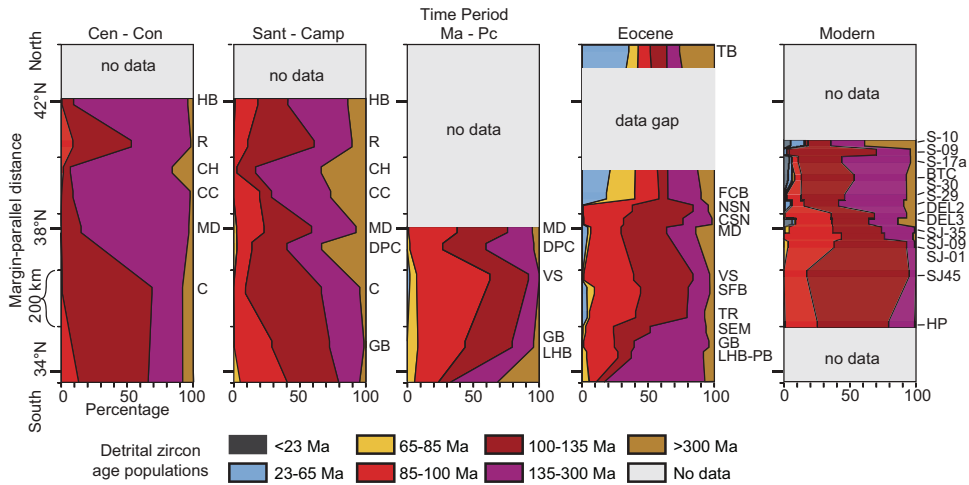 Time Period
Cen - Con
Sant - Camp
Ma - Pc
Eocene
Modern
North
42°N
Margin-parallel distance
38°N
200 km
34°N
South
no data
HB
R
CH
CC
MD
C
0 50 100
Percentage
no data
HB
R
CH
CC
MD
DPC
C
GB
0 50 100
no data
MD
DPC
VS
GB
LHB
0 50 100
TB
data gap
FCB
NSN
CSN
MD
VS
SFB
TR
SEM
GB
LHB-PB
0 50 100
no data
S-10
S-09
S-17a
BTC
S-30
S-29
DEL2
DEL3
SJ-35
SJ-09
SJ-01
SJ45
HP
no data
0 50 100
Detrital zircon
age populations
<23 Ma
65-85 Ma
100-135 Ma
>300 Ma
23-65 Ma
85-100 Ma
135-300 Ma
No data